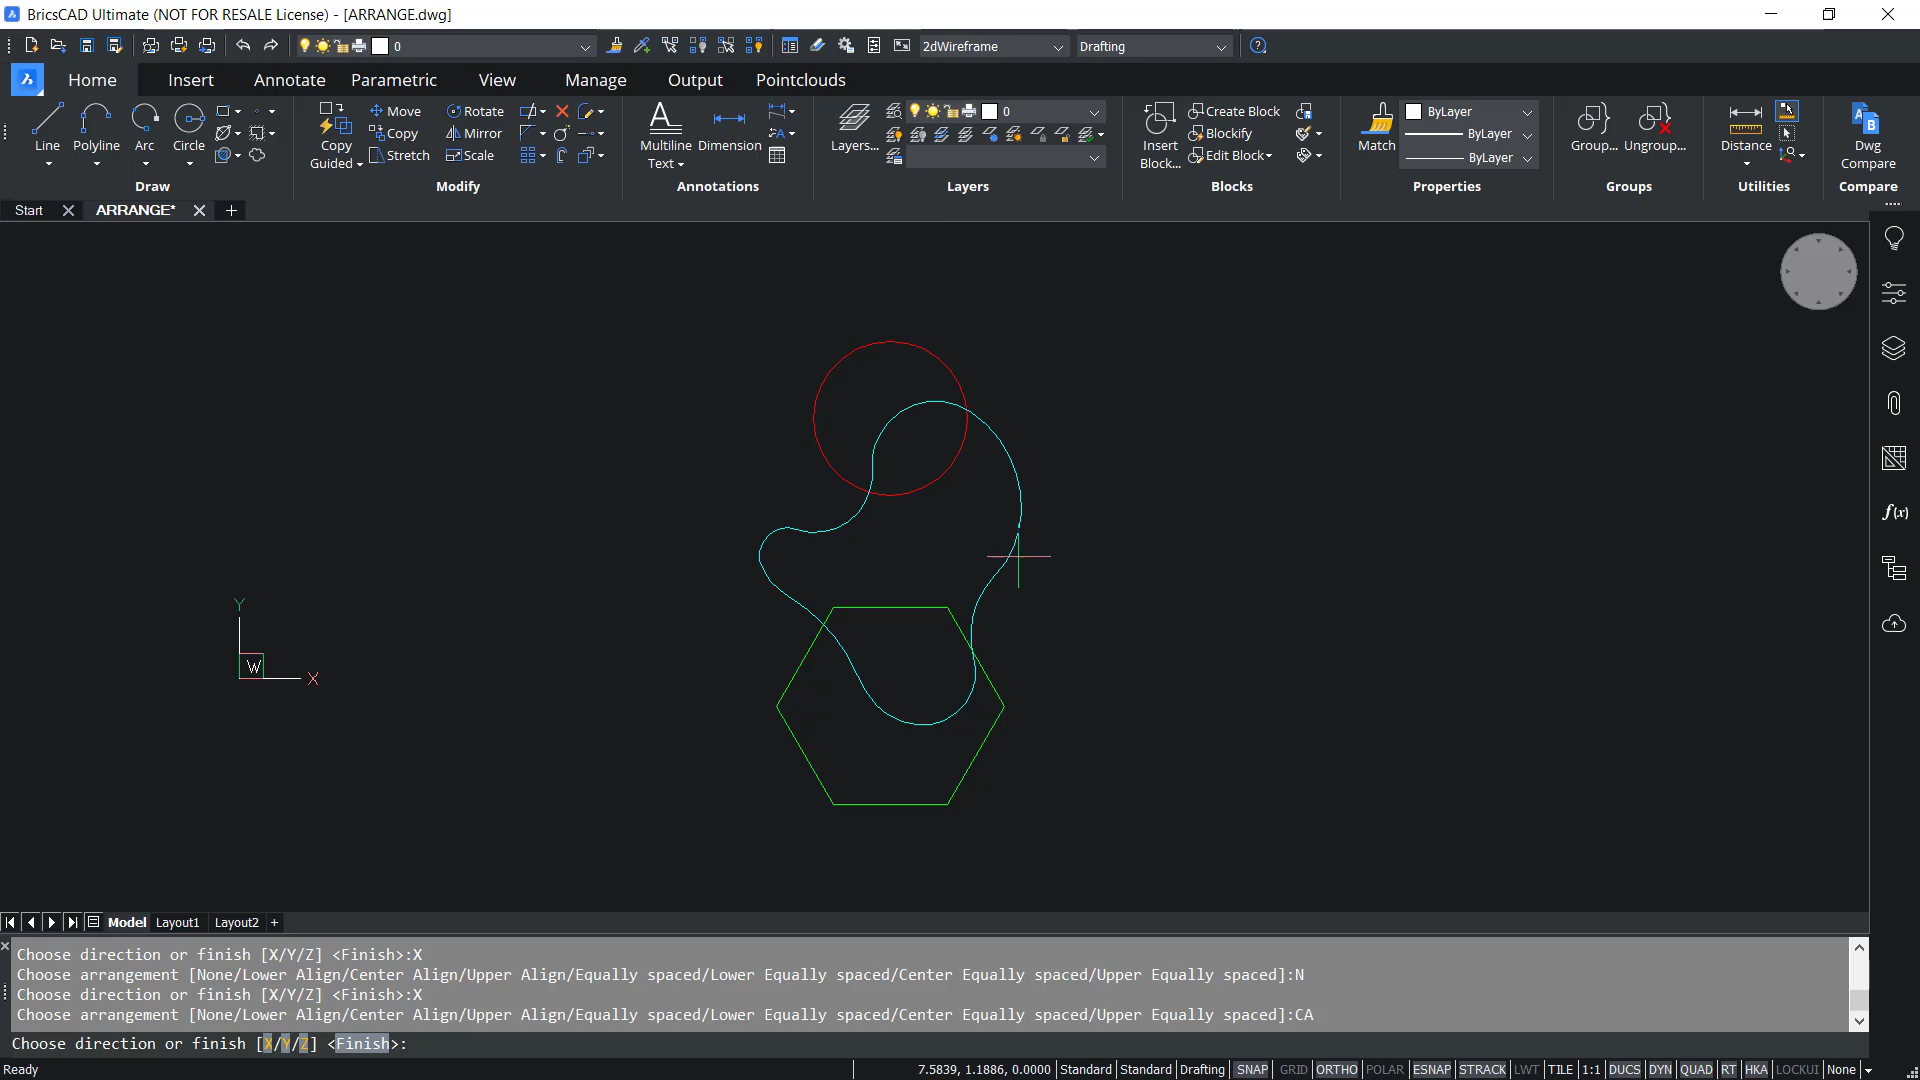 BricsCAD Ultimate (NOT FOR RESALE License) - [ARRANGE.dwg]
0 2dWireframe Drafting
Home Insert Annotate Parametric View Manage Output Pointclouds
Line Polyline Arc Circle
Draw
Copy Guided
Move Rotate
Copy Mirror
Stretch Scale
Modify
Multiline Text Dimension
Annotations
Layers... 0
Layers
Insert Block...
Create Block
Blockify
Edit Block
Blocks
Match
ByLayer
ByLayer
ByLayer
Properties
Group... Ungroup...
Groups
Distance
Utilities
Dwg Compare
Compare
Start ARRANGE*
f(x)
Y
W
X
Model Layout1 Layout2
Choose direction or finish [X/Y/Z] <Finish>:X
Choose arrangement [None/Lower Align/Center Align/Upper Align/Equally spaced/Lower Equally spaced/Center Equally spaced/Upper Equally spaced]:N
Choose direction or finish [X/Y/Z] <Finish>:X
Choose arrangement [None/Lower Align/Center Align/Upper Align/Equally spaced/Lower Equally spaced/Center Equally spaced/Upper Equally spaced]:CA
Choose direction or finish [X/Y/Z] <Finish>:
Ready 7.5839, 1.1886, 0.0000 Standard Standard Drafting SNAP GRID ORTHO POLAR ESNAP STRACK LWT TILE 1:1 DUCS DYN QUAD RT HKA LOCKUI None